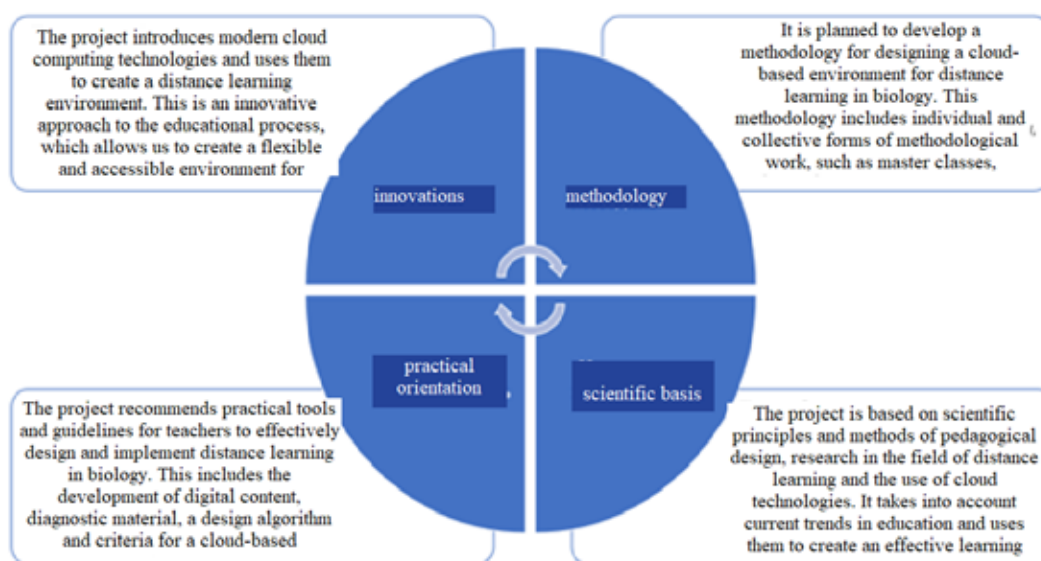 The project introduces modern cloud
computing technologies and uses them
to create a distance learning
environment. This is an innovative
approach to the educational process,
which allows us to create a flexible
and accessible environment for
It is planned to develop a
methodology for designing a cloud-
based environment for distance
learning in biology. This
methodology includes individual and
collective forms of methodological
work, such as master classes,
innovations
methodology
practical
orientation
scientific basis
The project recommends practical tools
and guidelines for teachers to effectively
design and implement distance learning
in biology. This includes the
development of digital content,
diagnostic material, a design algorithm
and criteria for a cloud-based
The project is based on scientific
principles and methods of pedagogical
design, research in the field of distance
learning and the use of cloud
technologies. It takes into account
current trends in education and uses
them to create an effective learning